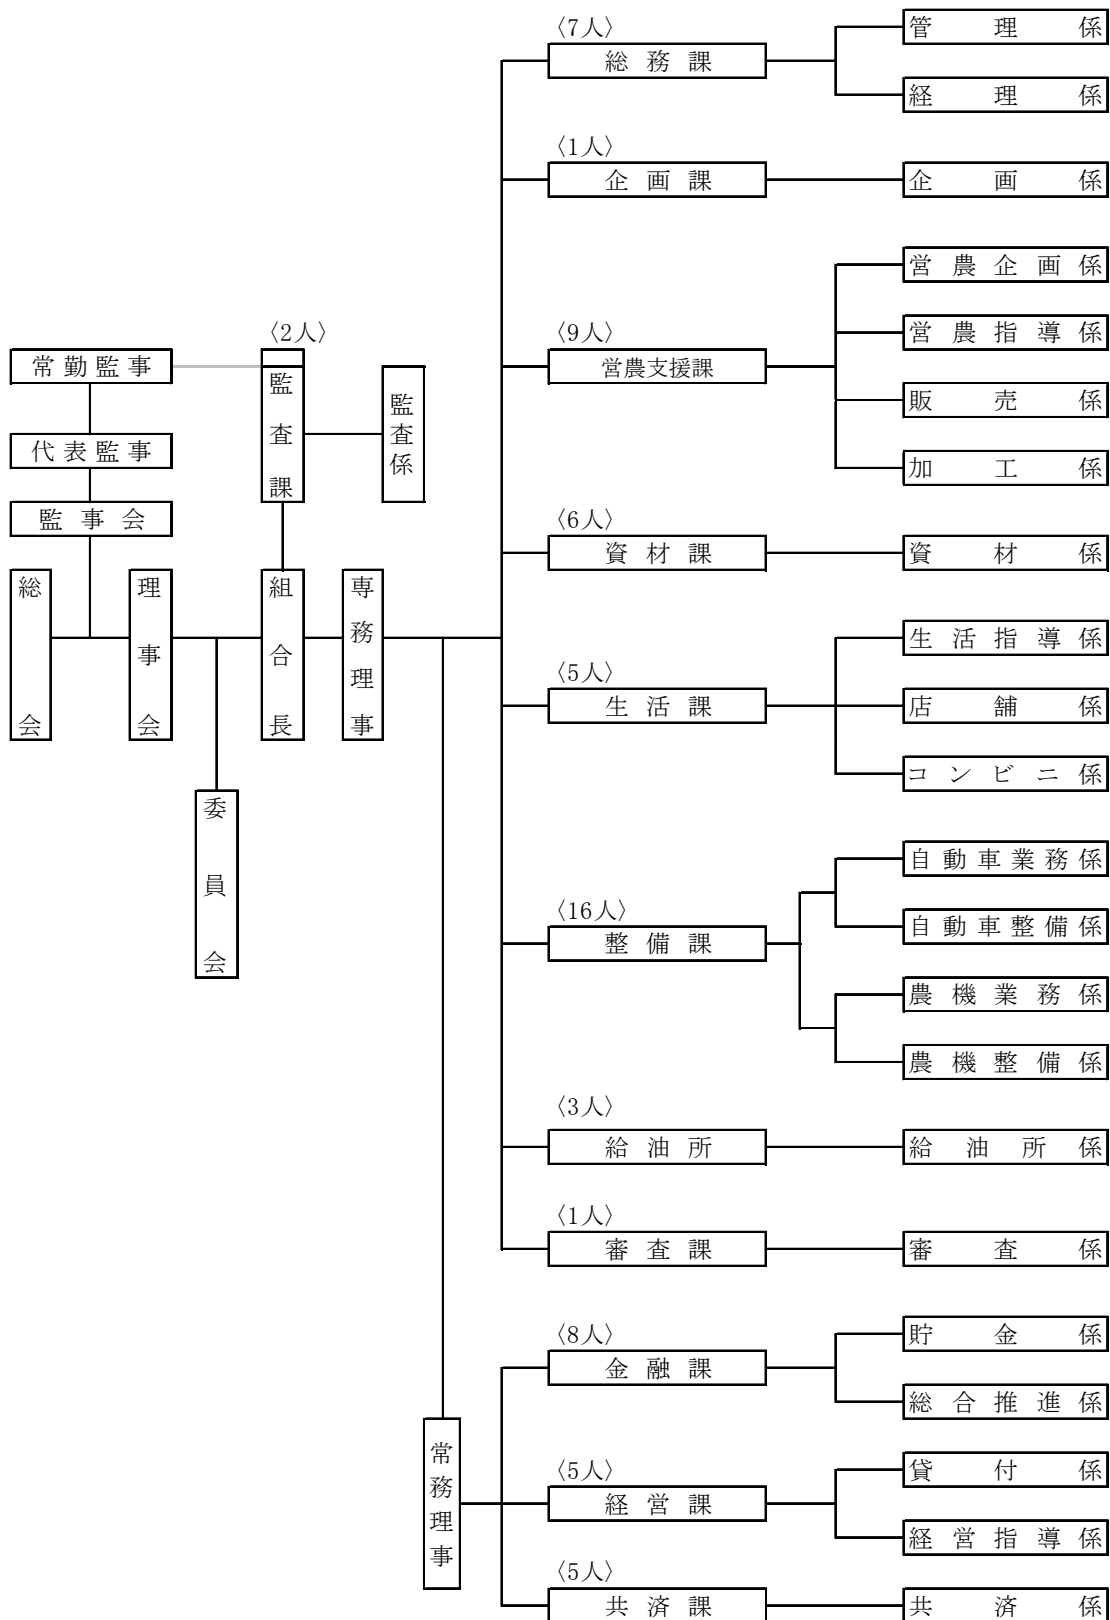 〈7人〉
総務課
管理係
経理係
〈1人〉
企画課
企画係
〈9人〉
営農支援課
営農企画係
営農指導係
販売係
加工係
〈2人〉
常勤監事
監査課
監査係
代表監事
監事会
総会
理事会
組合長
専務理事
委員会
〈6人〉
資材課
資材係
〈5人〉
生活課
生活指導係
店舗係
コンビニ係
〈16人〉
整備課
自動車業務係
自動車整備係
農機業務係
農機整備係
〈3人〉
給油所
給油所係
〈1人〉
審査課
審査係
常務理事
〈8人〉
金融課
貯金係
総合推進係
〈5人〉
経営課
貸付係
経営指導係
〈5人〉
共済課
共済係